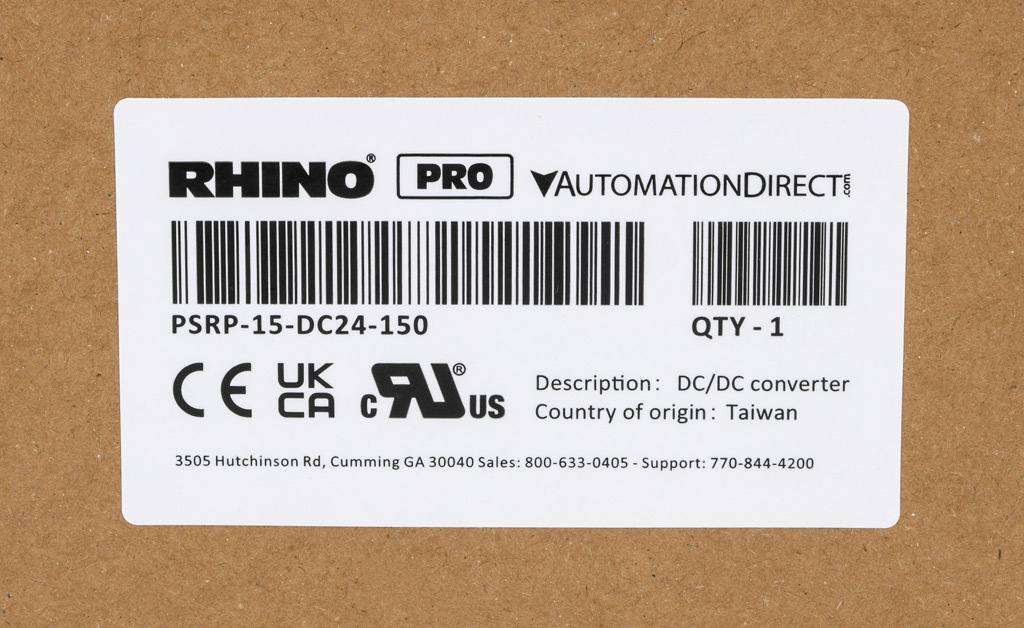 RHINO® PRO AUTOMATIONDIRECT.com
PSRP-15-DC24-150 QTY - 1
CE UK CA c RU® US
Description: DC/DC converter
Country of origin: Taiwan
3505 Hutchinson Rd, Cumming GA 30040 Sales: 800-633-0405 - Support: 770-844-4200